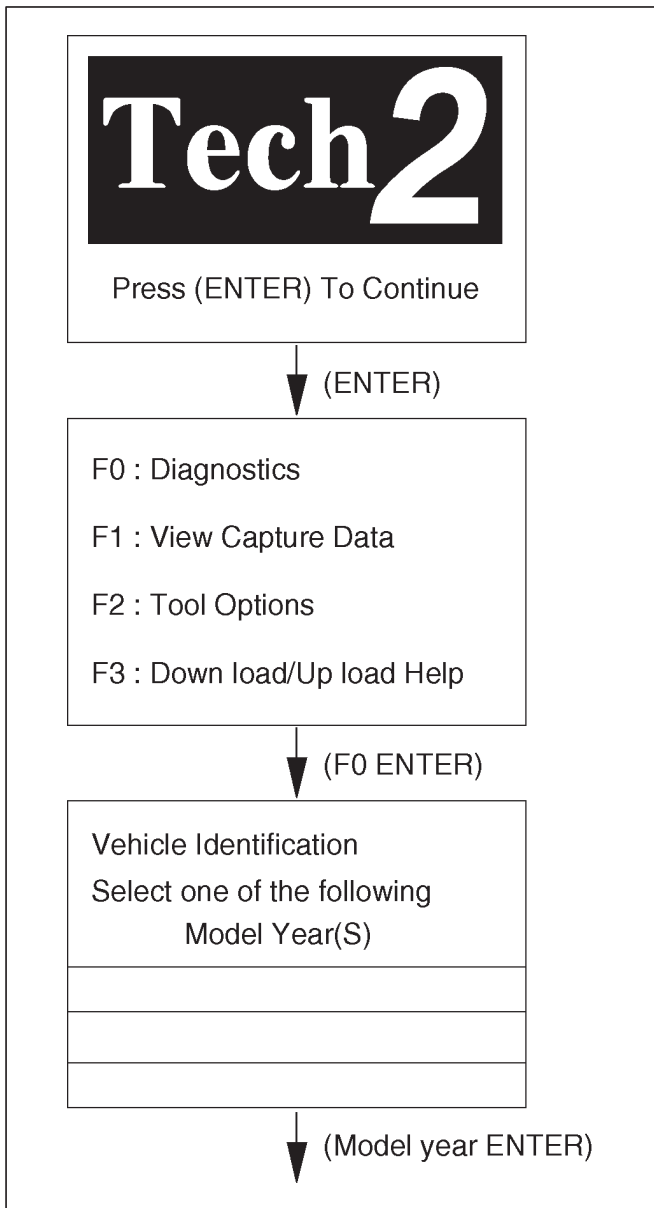 Tech2
Press (ENTER) To Continue
(ENTER)
F0 : Diagnostics
F1 : View Capture Data
F2 : Tool Options
F3 : Down load/Up load Help
(F0 ENTER)
Vehicle Identification
Select one of the following
Model Year(S)
(Model year ENTER)